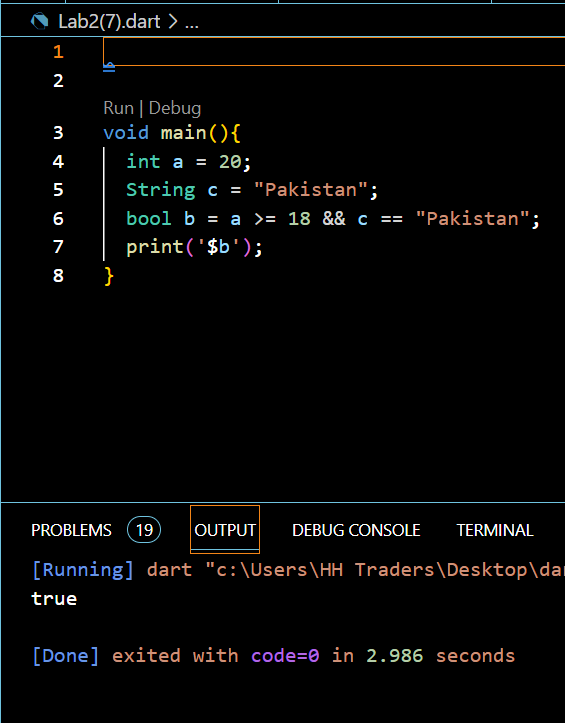 Lab2(7).dart > ...
1
2
Run | Debug
3 void main(){
4 int a = 20;
5 String c = "Pakistan";
6 bool b = a >= 18 && c == "Pakistan";
7 print('$b');
8 }
PROBLEMS 19 OUTPUT DEBUG CONSOLE TERMINAL
[Running] dart "c:\Users\HH Traders\Desktop\dar
true
[Done] exited with code=0 in 2.986 seconds